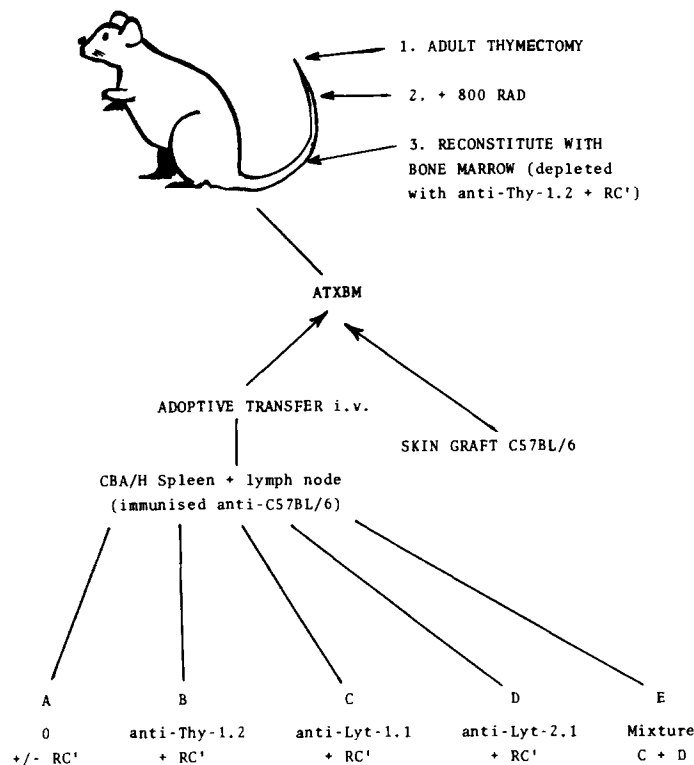 1. ADULT THYMECTOMY
2. + 800 RAD
3. RECONSTITUTE WITH
BONE MARROW (depleted
with anti-Thy-1.2 + RC')
ATXBM
ADOPTIVE TRANSFER i.v.
SKIN GRAFT C57BL/6
CBA/H Spleen + lymph node
(immunised anti-C57BL/6)
A B C D E
0 anti-Thy-1.2 anti-Lyt-1.1 anti-Lyt-2.1 Mixture
+/- RC' + RC' + RC' + RC' C + D